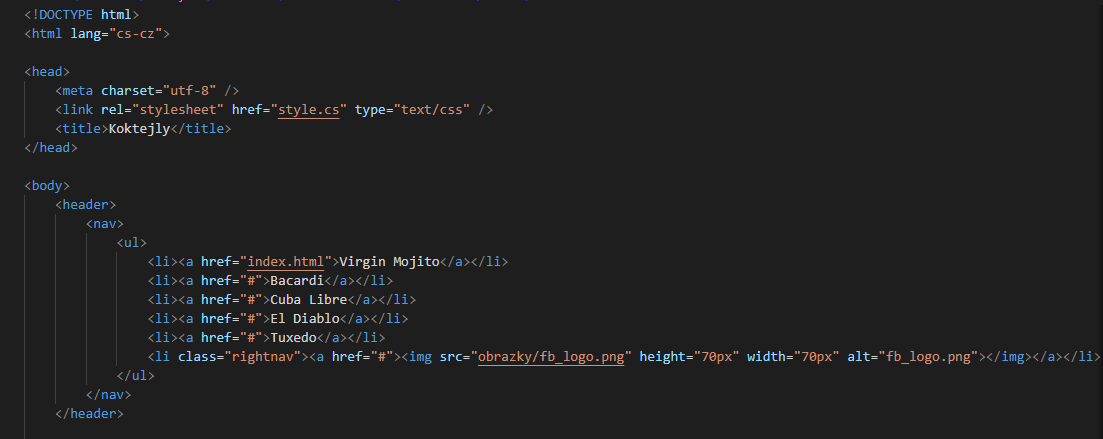 <!DOCTYPE html>
<html lang="cs-cz">
<head>
<meta charset="utf-8" />
<link rel="stylesheet" href="style.cs" type="text/css" />
<title>Koktejly</title>
</head>
<body>
<header>
<nav>
<ul>
<li><a href="index.html">Virgin Mojito</a></li>
<li><a href="#">Bacardi</a></li>
<li><a href="#">Cuba Libre</a></li>
<li><a href="#">El Diablo</a></li>
<li><a href="#">Tuxedo</a></li>
<li class="rightnav"><a href="#"><img src="obrazky/fb_logo.png" height="70px" width="70px" alt="fb_logo.png"></img></a></li>
</ul>
</nav>
</header>